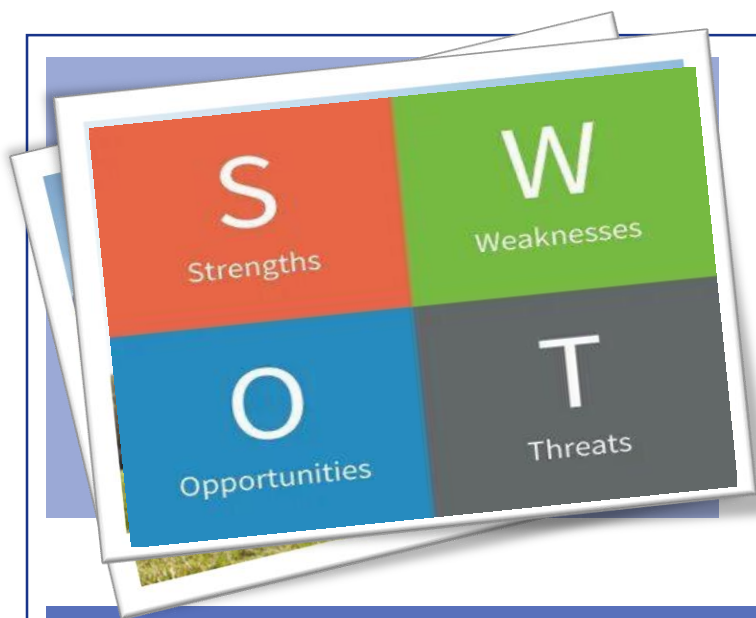 S
Strengths
W
Weaknesses
O
Opportunities
T
Threats